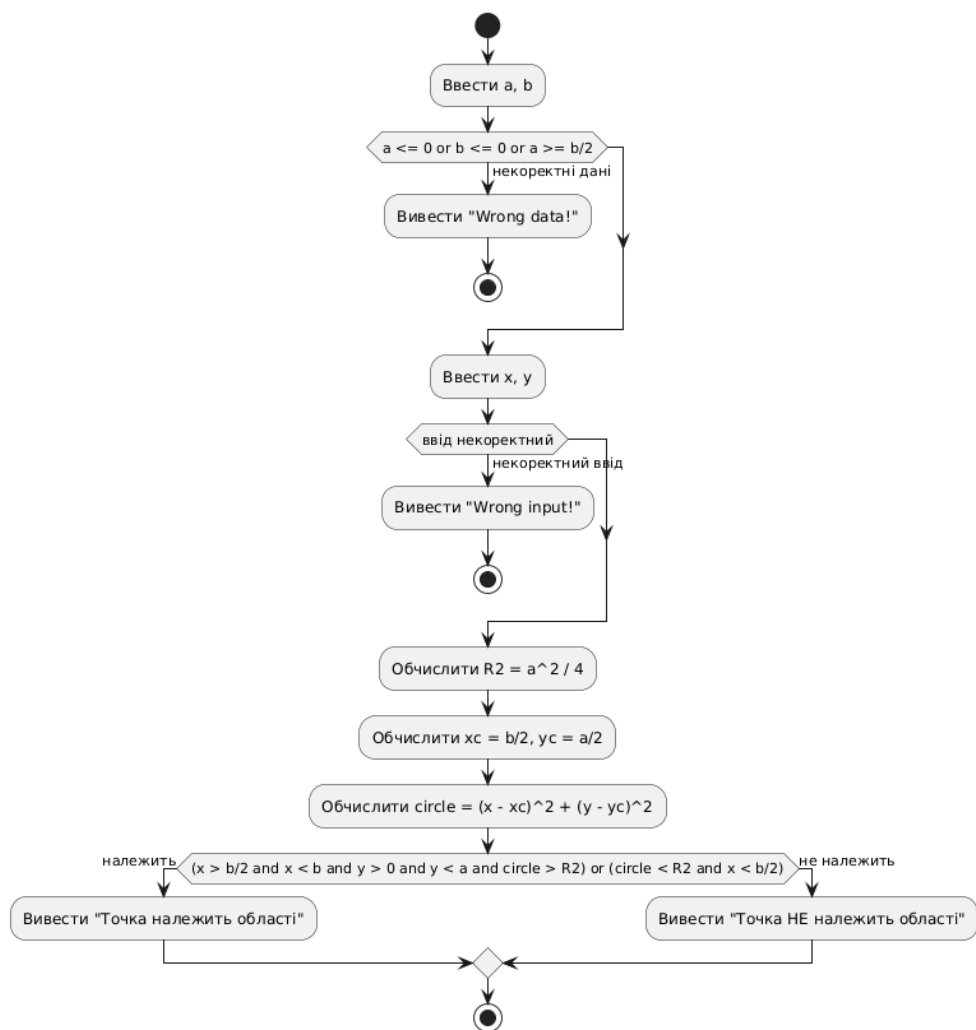 Ввести a, b
a <= 0 or b <= 0 or a >= b/2
некоректні дані
Вивести "Wrong data!"
Ввести x, y
ввід некоректний
некоректний ввід
Вивести "Wrong input!"
Обчислити R2 = a^2 / 4
Обчислити xc = b/2, yc = a/2
Обчислити circle = (x - xc)^2 + (y - yc)^2
належить
(x > b/2 and x < b and y > 0 and y < a and circle > R2) or (circle < R2 and x < b/2)
не належить
Вивести "Точка належить області"
Вивести "Точка НЕ належить області"